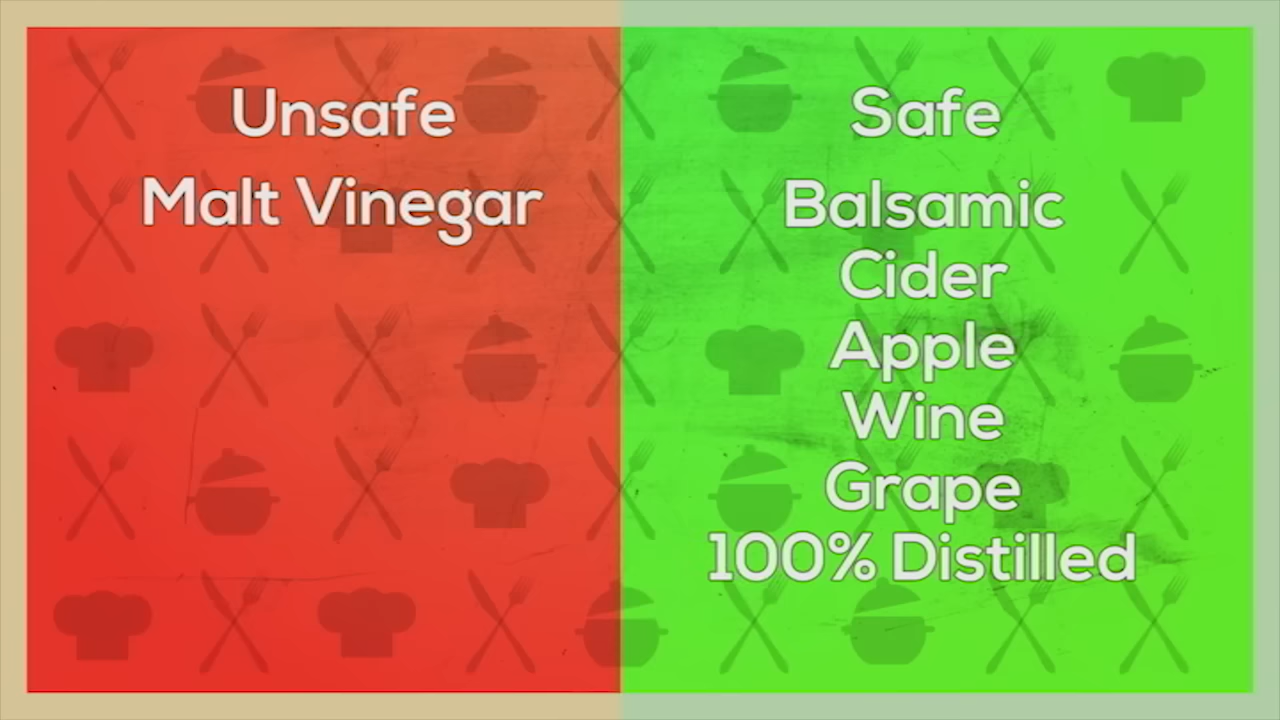 Unsafe
Malt Vinegar
Safe
Balsamic
Cider
Apple
Wine
Grape
100% Distilled